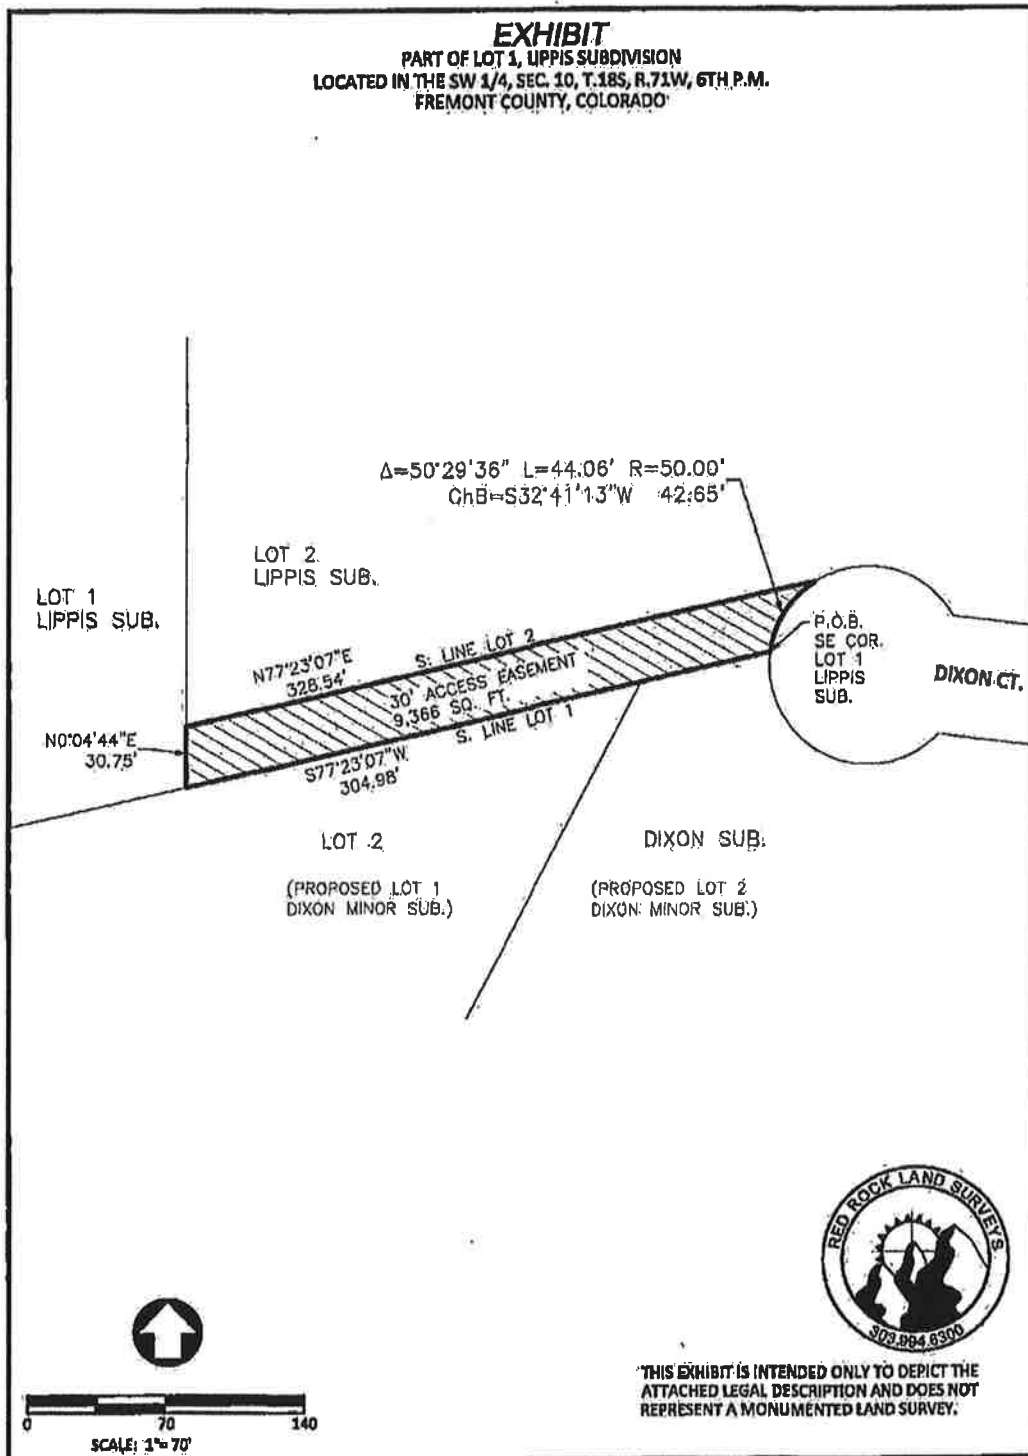 EXHIBIT
PART OF LOT 1, LIPPIS SUBDIVISION
LOCATED IN THE SW 1/4, SEC. 10, T.18S, R.71W, 6TH P.M.
FREMONT COUNTY, COLORADO
Δ=50°29'36" L=44.06' R=50.00'
ChB=S32°41'13"W 42.65'
LOT 2
LIPPIS SUB.
LOT 1
LIPPIS SUB.
N77°23'07"E
328.54'
S. LINE LOT 2
30' ACCESS EASEMENT
9,366 SQ. FT.
S. LINE LOT 1
P.O.B.
SE COR.
LOT 1
LIPPIS
SUB.
DIXON CT.
N0°04'44"E
30.75'
S77°23'07"W
304.98'
LOT 2
(PROPOSED LOT 1
DIXON MINOR SUB.)
DIXON SUB.
(PROPOSED LOT 2
DIXON MINOR SUB.)
RED ROCK LAND SURVEYS
303.994.6300
THIS EXHIBIT IS INTENDED ONLY TO DEPICT THE
ATTACHED LEGAL DESCRIPTION AND DOES NOT
REPRESENT A MONUMENTED LAND SURVEY.
0 70 140
SCALE: 1"= 70'